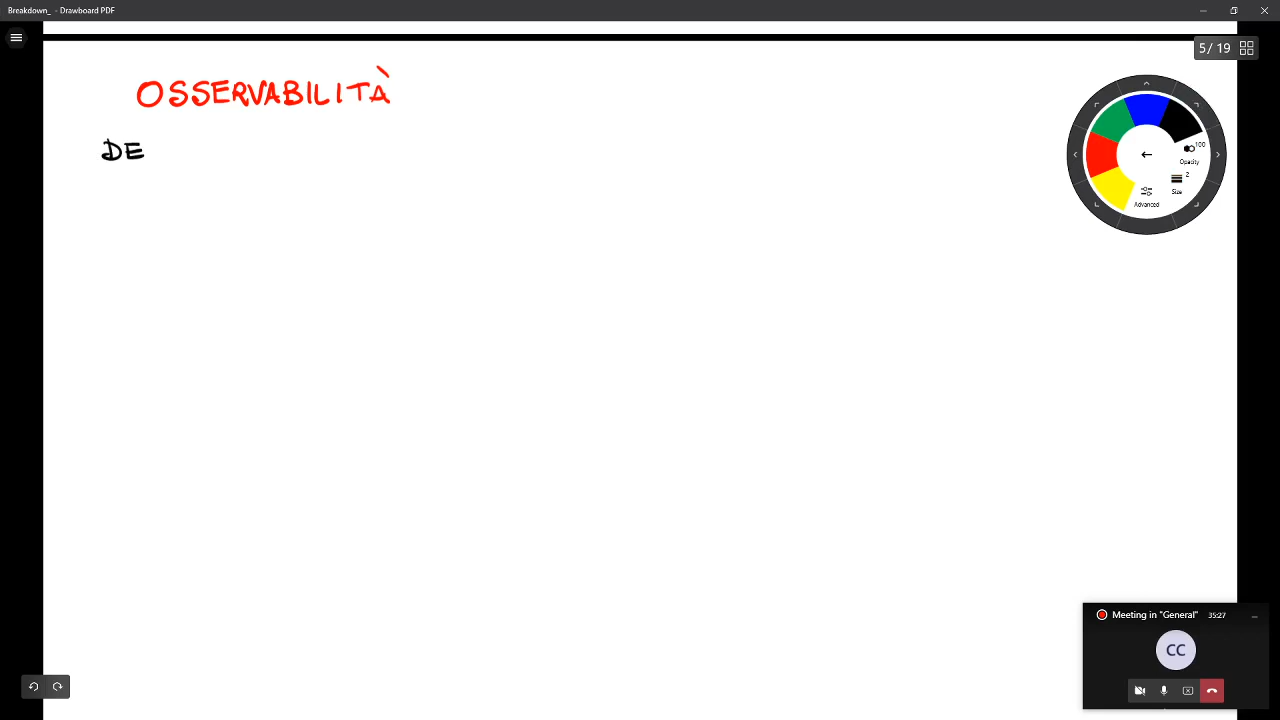 Breakdown_ - Drawboard PDF
5 / 19
OSSERVABILITÀ
DE
100
Opacity
2
Size
Advanced
Meeting in "General" 35:27
CC